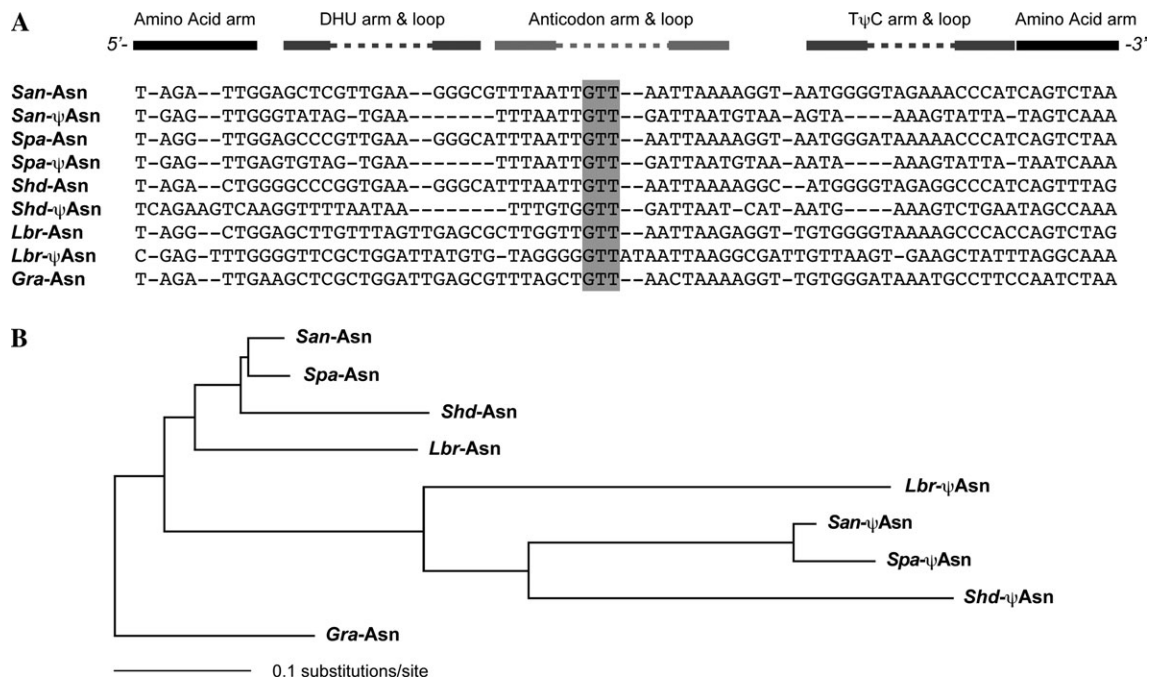 A
Amino Acid arm DHU arm & loop Anticodon arm & loop TψC arm & loop Amino Acid arm
5'- -3'
San-Asn T-AGA--TTGGAGCTCGTTGAA--GGGCGTTTAATTGTT--AATTAAAAGGT-AATGGGGTAGAAACCCATCAGTCTAA
San-ψAsn T-GAG--TTGGGTATAG-TGAA-------TTTAATTGTT--GATTAATGTAA-AGTA----AAAGTATTA-TAGTCAAA
Spa-Asn T-AGG--TTGGAGCCCGTTGAA--GGGCATTTAATTGTT--AATTAAAAGGT-AATGGGATAAAAACCCATCAGTCTAA
Spa-ψAsn T-GAG--TTGAGTGTAG-TGAA-------TTTAATTGTT--GATTAATGTAA-AATA----AAAGTATTA-TAATCAAA
Shd-Asn T-AGA--CTGGGGCCCGGTGAA--GGGCATTTAATTGTT--AATTAAAAGGC--ATGGGGTAGAGGCCCATCAGTTTAG
Shd-ψAsn TCAGAAGTCAAGGTTTTAATAA--------TTTGTGGTT--GATTAAT-CAT-AATG----AAAGTCTGAATAGCCAAA
Lbr-Asn T-AGG--CTGGAGCTTGTTTAGTTGAGCGCTTGGTTGTT--AATTAAGAGGT-TGTGGGGTAAAAGCCCACCAGTCTAG
Lbr-ψAsn C-GAG-TTTGGGGTTCGCTGGATTATGTG-TAGGGGGTTATAATTAAGGCGATTGTTAAGT-GAAGCTATTTAGGCAAA
Gra-Asn T-AGA--TTGAAGCTCGCTGGATTGAGCGTTTAGCTGTT--AACTAAAAGGT-TGTGGGATAAATGCCTTCCAATCTAA
B
San-Asn
Spa-Asn
Shd-Asn
Lbr-Asn
Lbr-ψAsn
San-ψAsn
Spa-ψAsn
Shd-ψAsn
Gra-Asn
0.1 substitutions/site